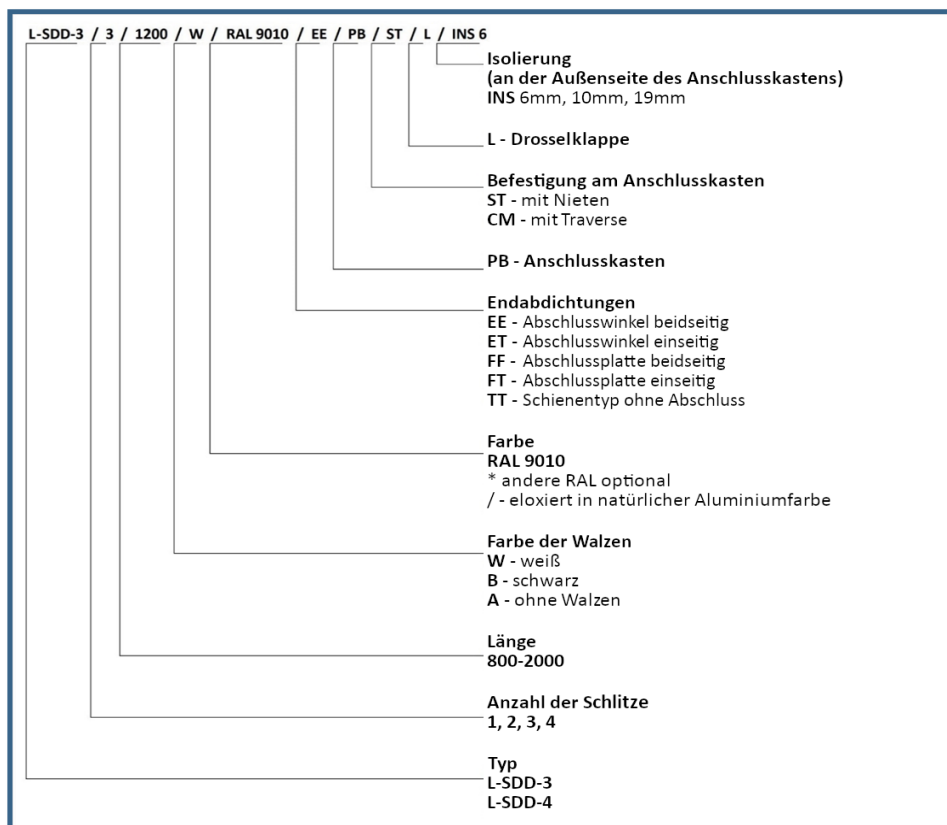 L-SDD-3 / 3 / 1200 / W / RAL 9010 / EE / PB / ST / L / INS 6
Isolierung
(an der Außenseite des Anschlusskastens)
INS 6mm, 10mm, 19mm
L - Drosselklappe
Befestigung am Anschlusskasten
ST - mit Nieten
CM - mit Traverse
PB - Anschlusskasten
Endabdichtungen
EE - Abschlusswinkel beidseitig
ET - Abschlusswinkel einseitig
FF - Abschlussplatte beidseitig
FT - Abschlussplatte einseitig
TT - Schienentyp ohne Abschluss
Farbe
RAL 9010
* andere RAL optional
/ - eloxiert in natürlicher Aluminiumfarbe
Farbe der Walzen
W - weiß
B - schwarz
A - ohne Walzen
Länge
800-2000
Anzahl der Schlitze
1, 2, 3, 4
Typ
L-SDD-3
L-SDD-4